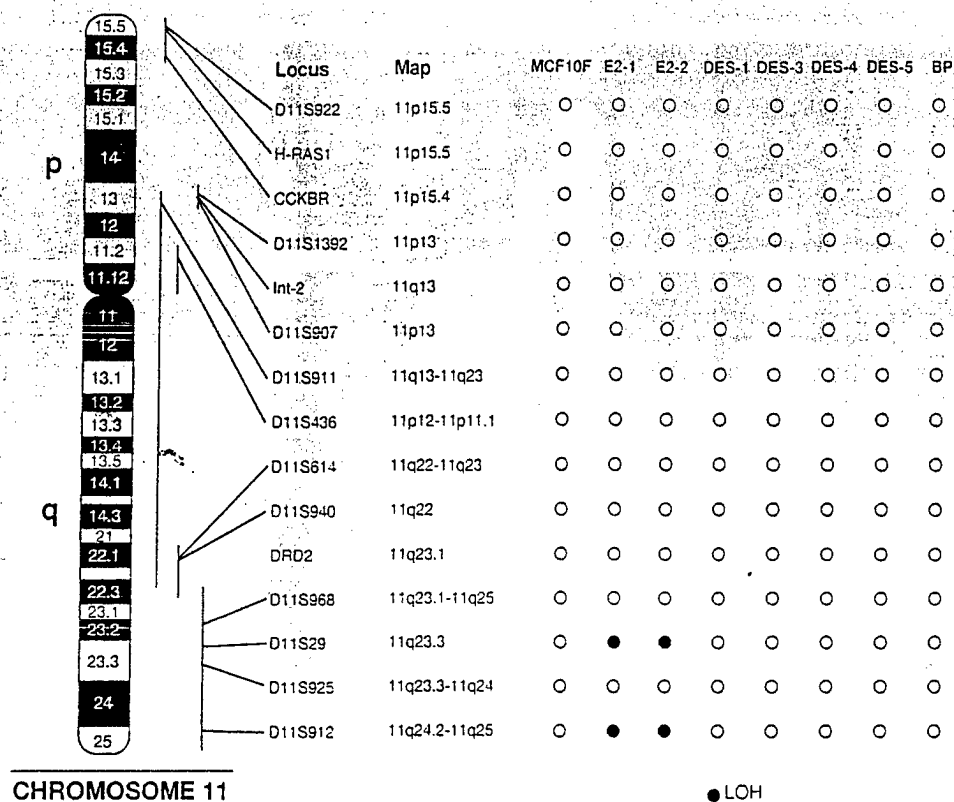 15.5
15.4
15.3
15.2
15.1
14
13
12
11.2
11.12
11
12
13.1
13.2
13.3
13.4
13.5
14.1
14.3
21
22.1
22.3
23.1
23.2
23.3
24
25
p
q
Locus Map MCF10F E2-1 E2-2 DES-1 DES-3 DES-4 DES-5 BP
D11S922 11p15.5
H-RAS1 11p15.5
CCKBR 11p15.4
D11S1392 11p13
Int-2 11q13
D11S907 11p13
D11S911 11q13-11q23
D11S436 11p12-11p11.1
D11S614 11q22-11q23
D11S940 11q22
DRD2 11q23.1
D11S968 11q23.1-11q25
D11S29 11q23.3
D11S925 11q23.3-11q24
D11S912 11q24.2-11q25
CHROMOSOME 11
LOH